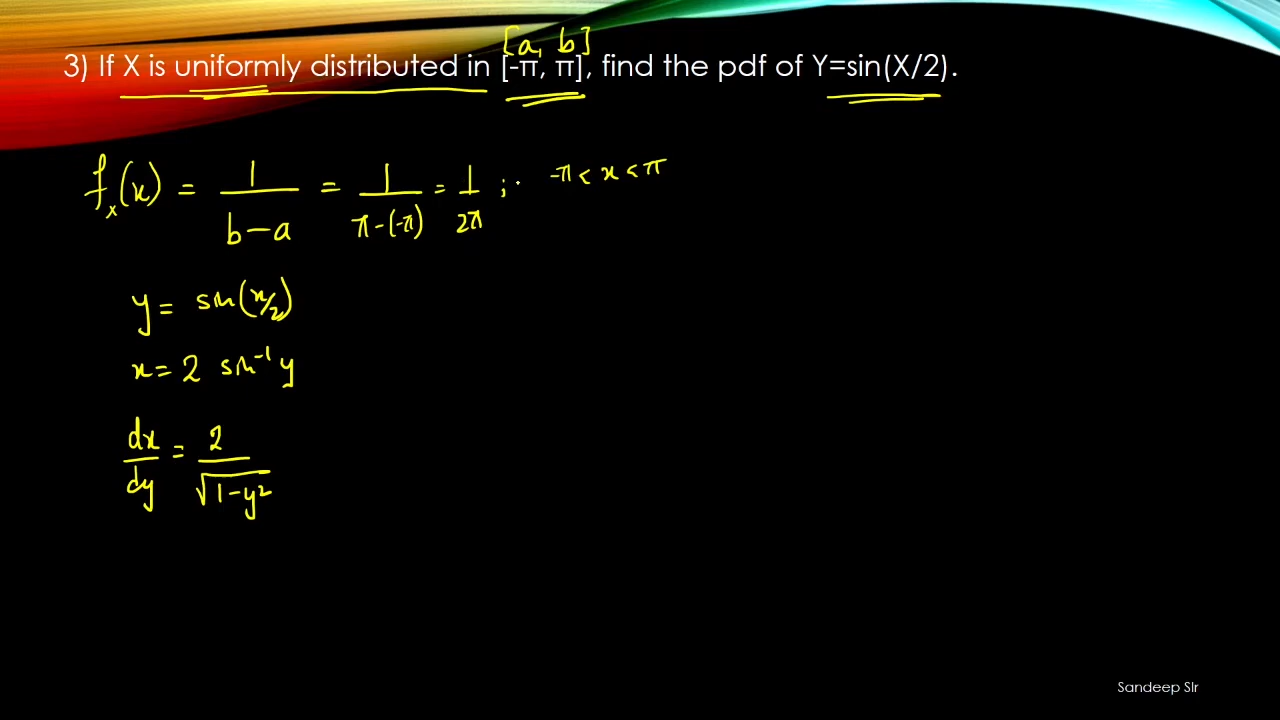 [a, b]
3) If X is uniformly distributed in [-π, π], find the pdf of Y=sin(X/2).
f_x(x) = 1/(b-a) = 1/(π-(-π)) = 1/2π ; -π < x < π
y = sin(x/2)
x = 2 sin⁻¹ y
dx/dy = 2/√(1-y²)
Sandeep SIr